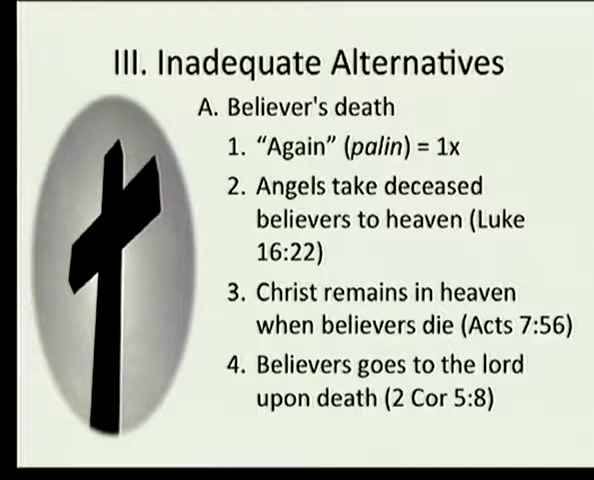 III. Inadequate Alternatives
A. Believer's death
1. “Again” (palin) = 1x
2. Angels take deceased
believers to heaven (Luke
16:22)
3. Christ remains in heaven
when believers die (Acts 7:56)
4. Believers goes to the lord
upon death (2 Cor 5:8)